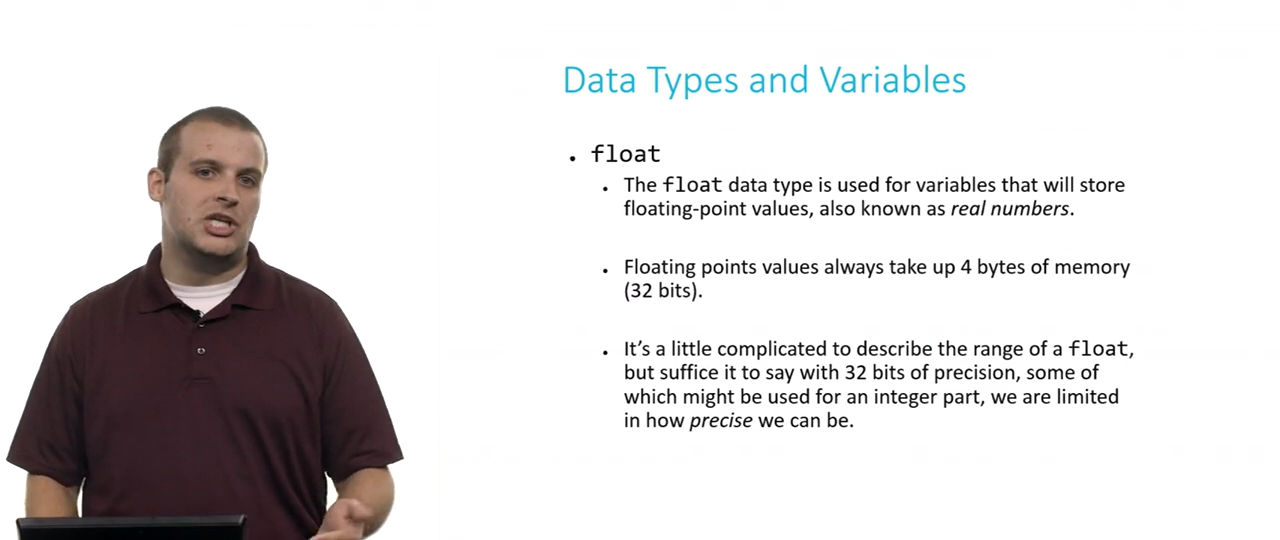 Data Types and Variables
• float
• The float data type is used for variables that will store
floating-point values, also known as real numbers.
• Floating points values always take up 4 bytes of memory
(32 bits).
• It’s a little complicated to describe the range of a float,
but suffice it to say with 32 bits of precision, some of
which might be used for an integer part, we are limited
in how precise we can be.